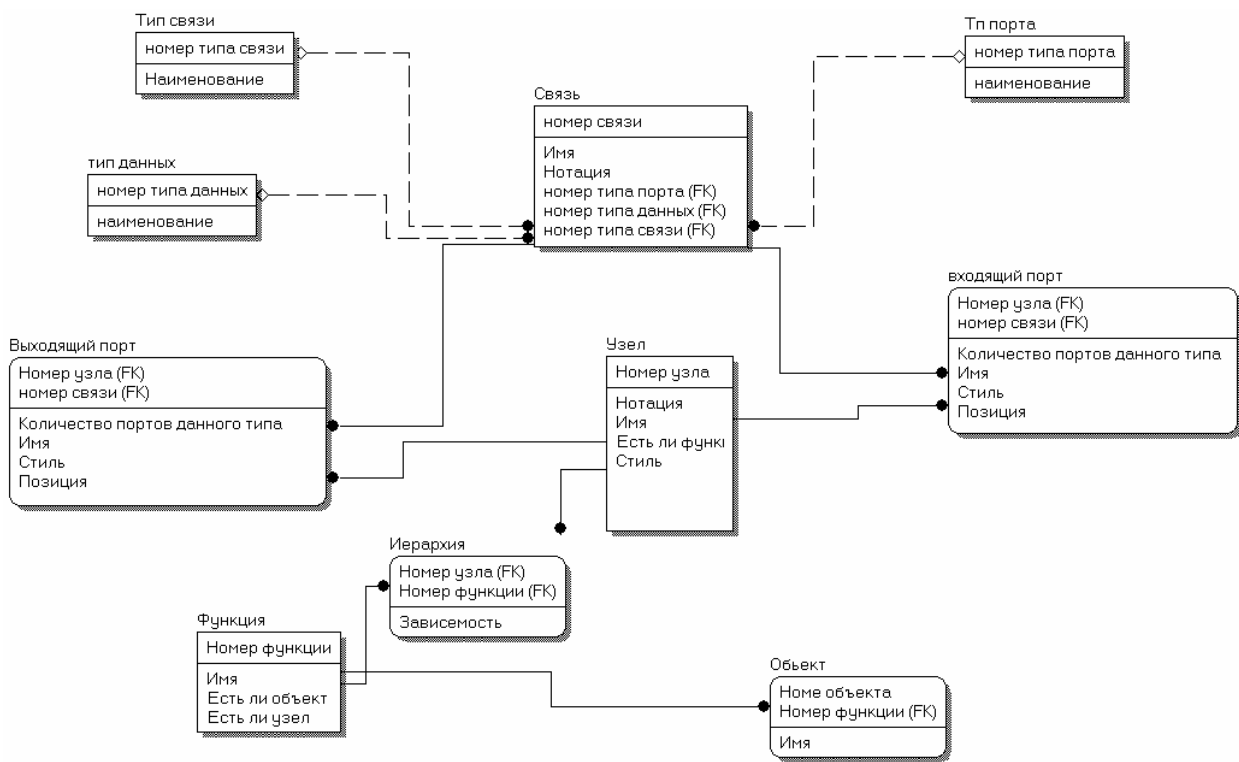 Тип связи
номер типа связи
Наименование
Тп порта
номер типа порта
наименование
Связь
номер связи
Имя
Нотация
номер типа порта (FK)
номер типа данных (FK)
номер типа связи (FK)
тип данных
номер типа данных
наименование
входящий порт
Номер узла (FK)
номер связи (FK)
Количество портов данного типа
Имя
Стиль
Позиция
Выходящий порт
Номер узла (FK)
номер связи (FK)
Количество портов данного типа
Имя
Стиль
Позиция
Узел
Номер узла
Нотация
Имя
Есть ли функ
Стиль
Иерархия
Номер узла (FK)
Номер функции (FK)
Зависемость
Функция
Номер функции
Имя
Есть ли объект
Есть ли узел
Обьект
Номе объекта
Номер функции (FK)
Имя